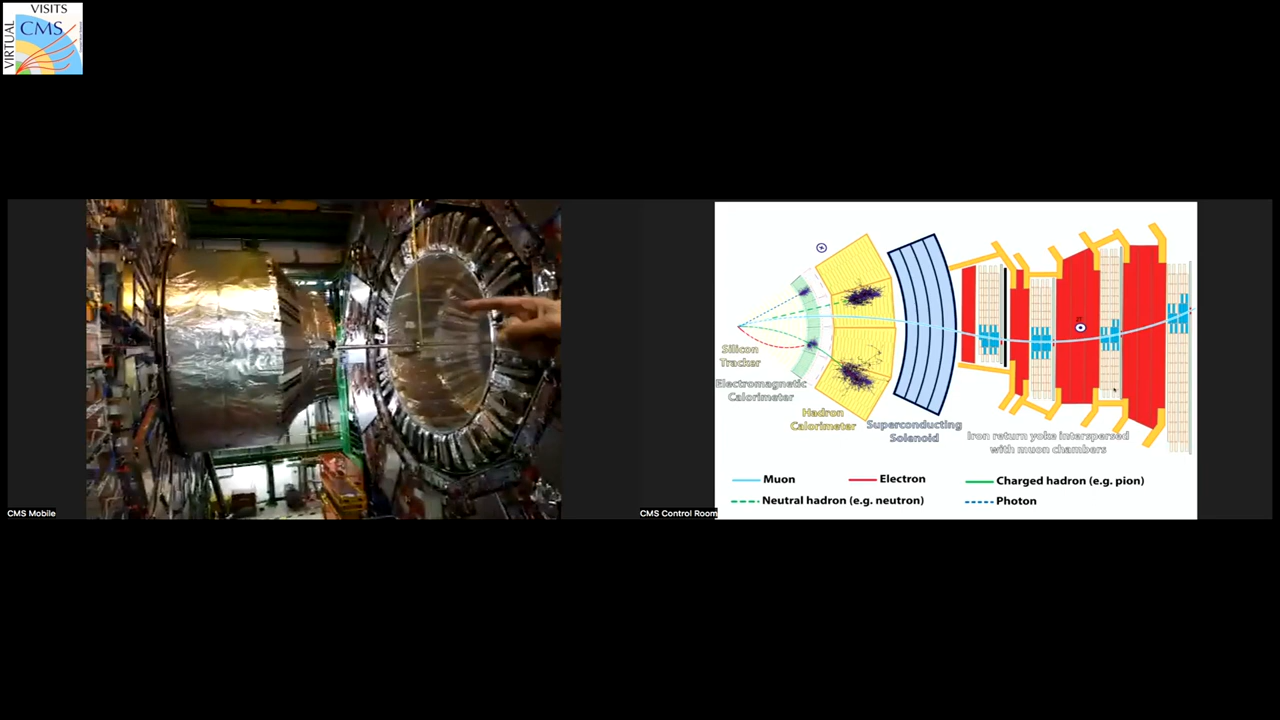 VISITS
CMS
VIRTUAL
Silicon
Tracker
Electromagnetic
Calorimeter
Hadron
Calorimeter
Superconducting
Solenoid
2T
Iron return yoke interspersed
with muon chambers
Muon
Electron
Charged hadron (e.g. pion)
Neutral hadron (e.g. neutron)
Photon
CMS Mobile
CMS Control Room